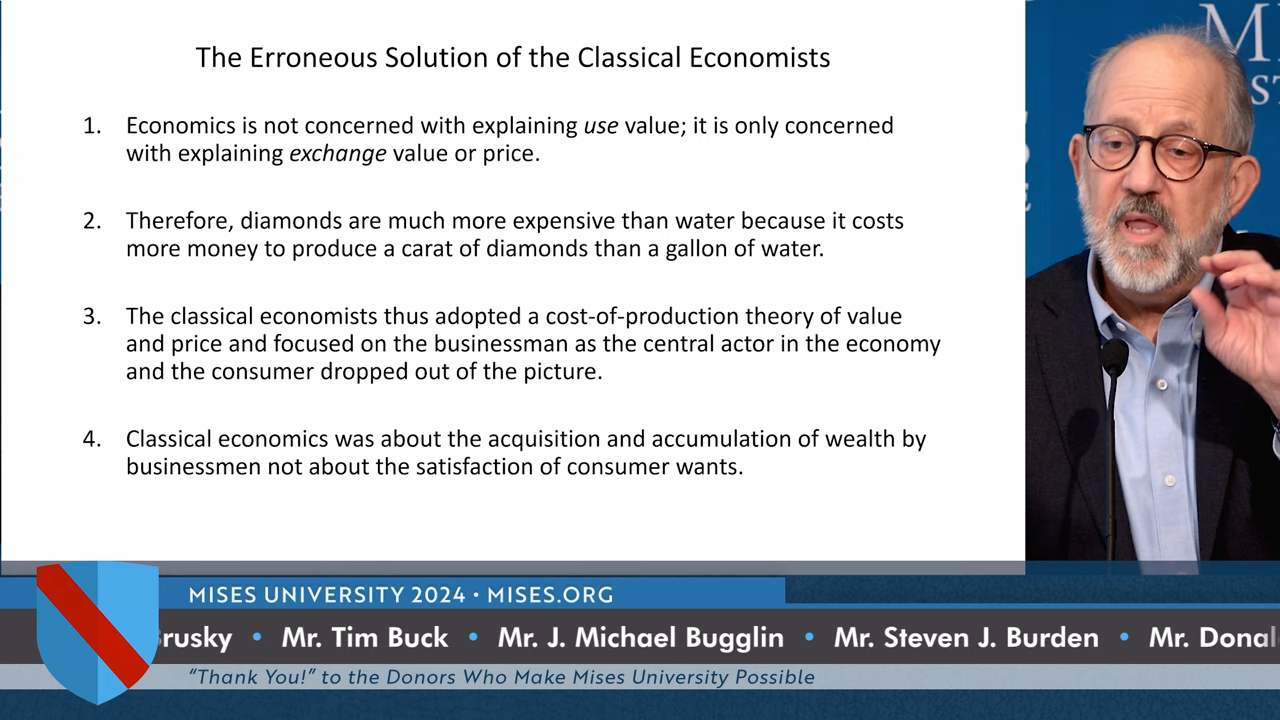 The Erroneous Solution of the Classical Economists
1. Economics is not concerned with explaining use value; it is only concerned
with explaining exchange value or price.
2. Therefore, diamonds are much more expensive than water because it costs
more money to produce a carat of diamonds than a gallon of water.
3. The classical economists thus adopted a cost-of-production theory of value
and price and focused on the businessman as the central actor in the economy
and the consumer dropped out of the picture.
4. Classical economics was about the acquisition and accumulation of wealth by
businessmen not about the satisfaction of consumer wants.
MISES UNIVERSITY 2024 • MISES.ORG
• Mr. Tim Buck • Mr. J. Michael Bugglin • Mr. Steven J. Burden • Mr.
"Thank You!" to the Donors Who Make Mises University Possible